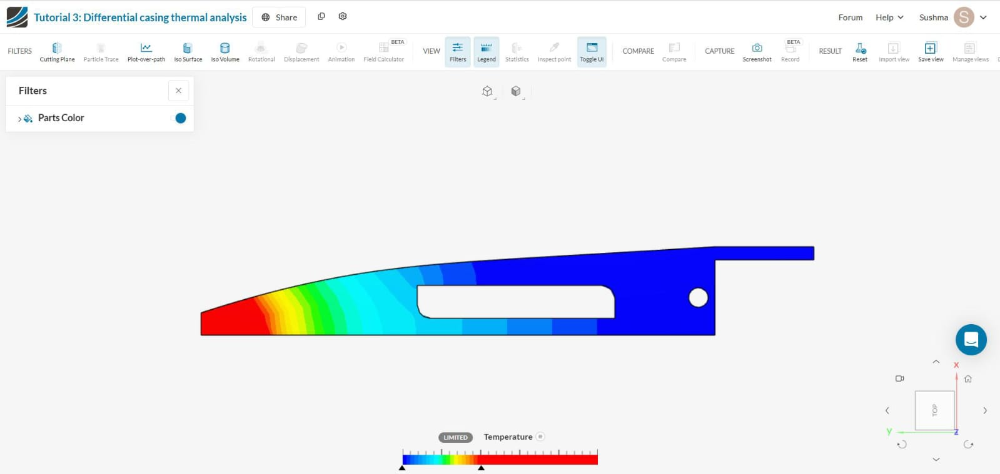 Tutorial 3: Differential casing thermal analysis
Share
Forum
Help
Sushma
S
FILTERS
Cutting Plane
Particle Trace
Plot-over-path
Iso Surface
Iso Volume
Rotational
Displacement
Animation
BETA
Field Calculator
VIEW
Filters
Legend
Statistics
Inspect point
Toggle UI
COMPARE
Compare
CAPTURE
Screenshot
BETA
Record
RESULT
Reset
Import view
Save view
Manage views
Filters
Parts Color
X
TOP
Y
Z
LIMITED
Temperature